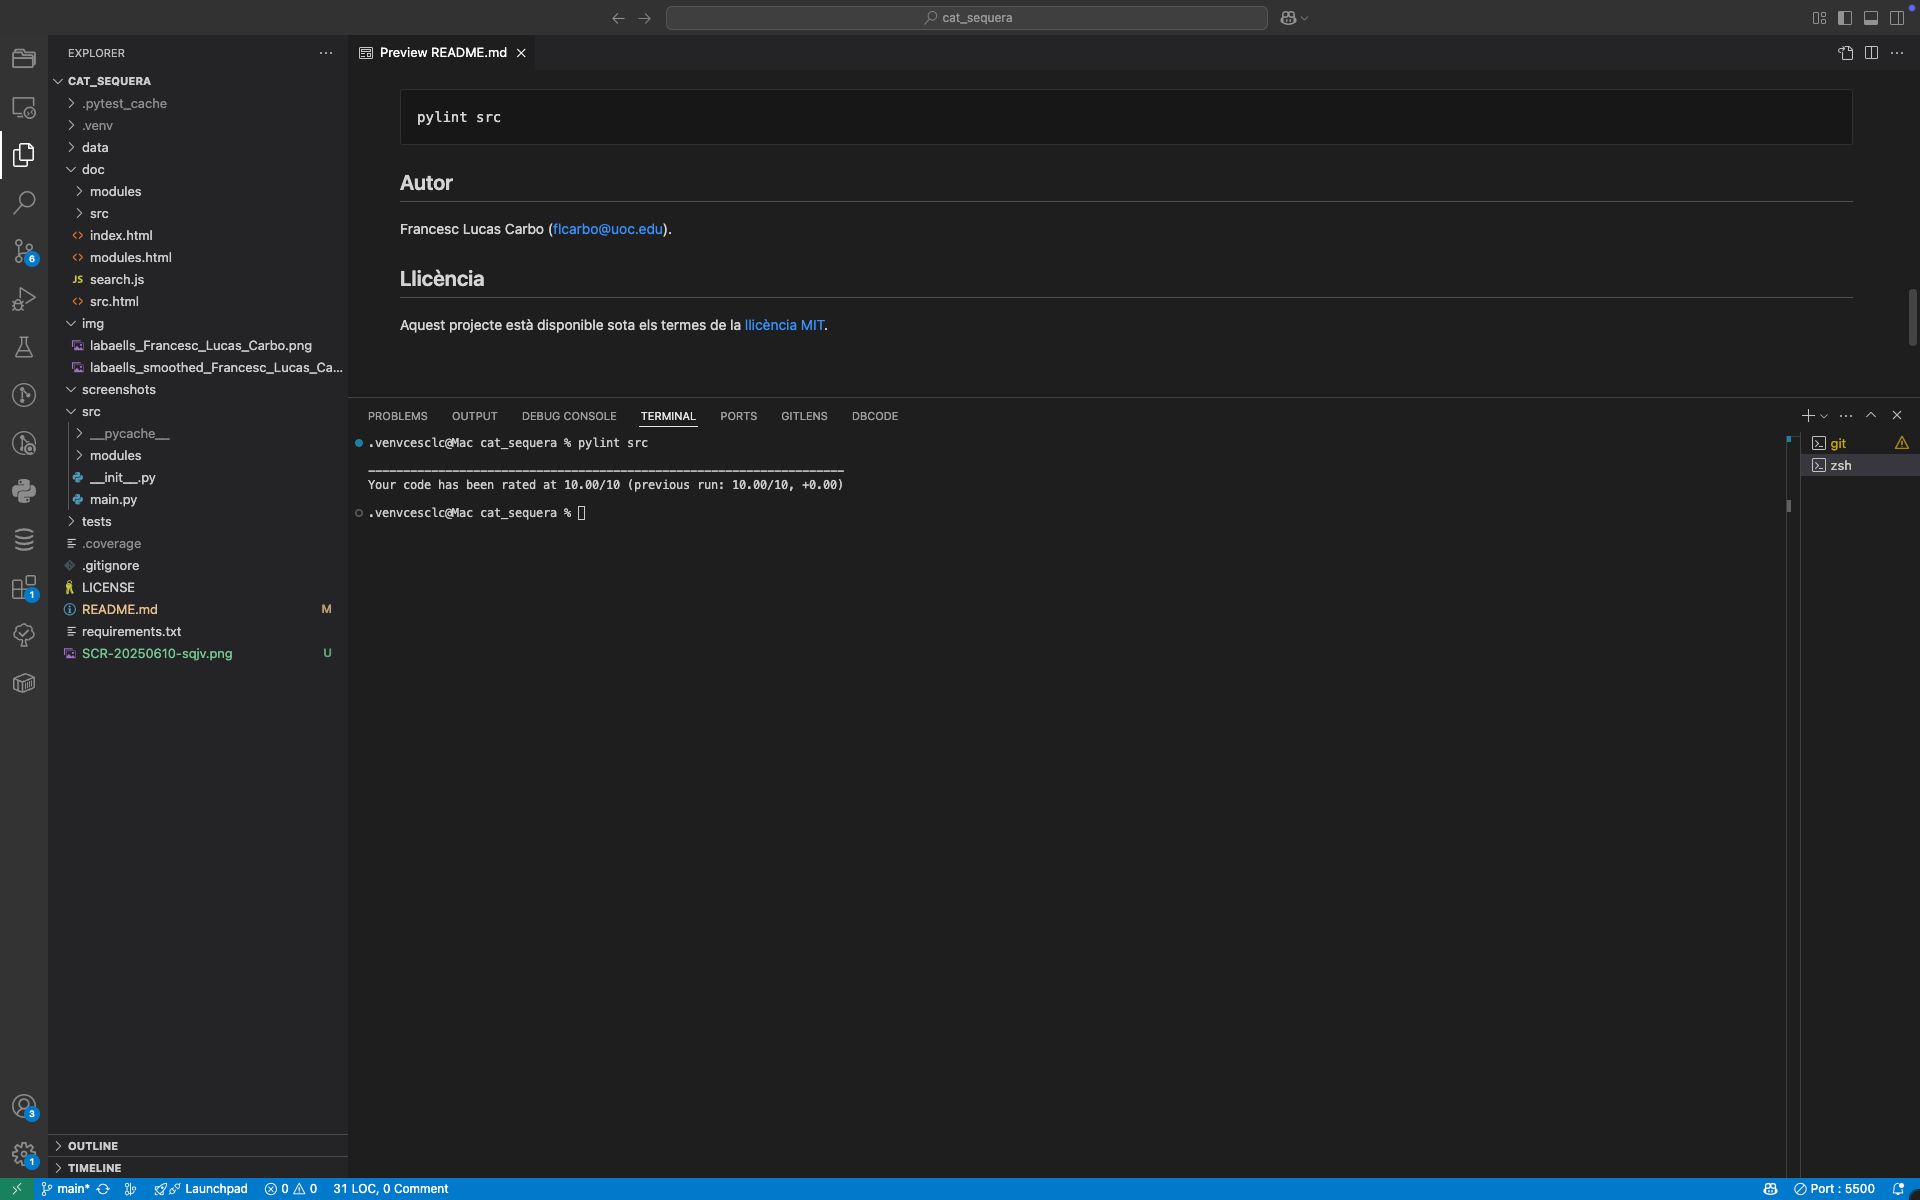 cat_sequera
EXPLORER
Preview README.md
CAT_SEQUERA
.pytest_cache
.venv
data
doc
modules
src
index.html
modules.html
JS search.js
src.html
img
labaells_Francesc_Lucas_Carbo.png
labaells_smoothed_Francesc_Lucas_Ca...
screenshots
src
__pycache__
modules
__init__.py
main.py
tests
.coverage
.gitignore
LICENSE
README.md M
requirements.txt
SCR-20250610-sqjv.png U
OUTLINE
TIMELINE
6
1
3
1
pylint src
Autor
Francesc Lucas Carbo (flcarbo@uoc.edu).
Llicència
Aquest projecte està disponible sota els termes de la llicència MIT.
PROBLEMS OUTPUT DEBUG CONSOLE TERMINAL PORTS GITLENS DBCODE
.venvcesclc@Mac cat_sequera % pylint src
Your code has been rated at 10.00/10 (previous run: 10.00/10, +0.00)
.venvcesclc@Mac cat_sequera %
git
zsh
main* Launchpad 0 0 31 LOC, 0 Comment Port : 5500